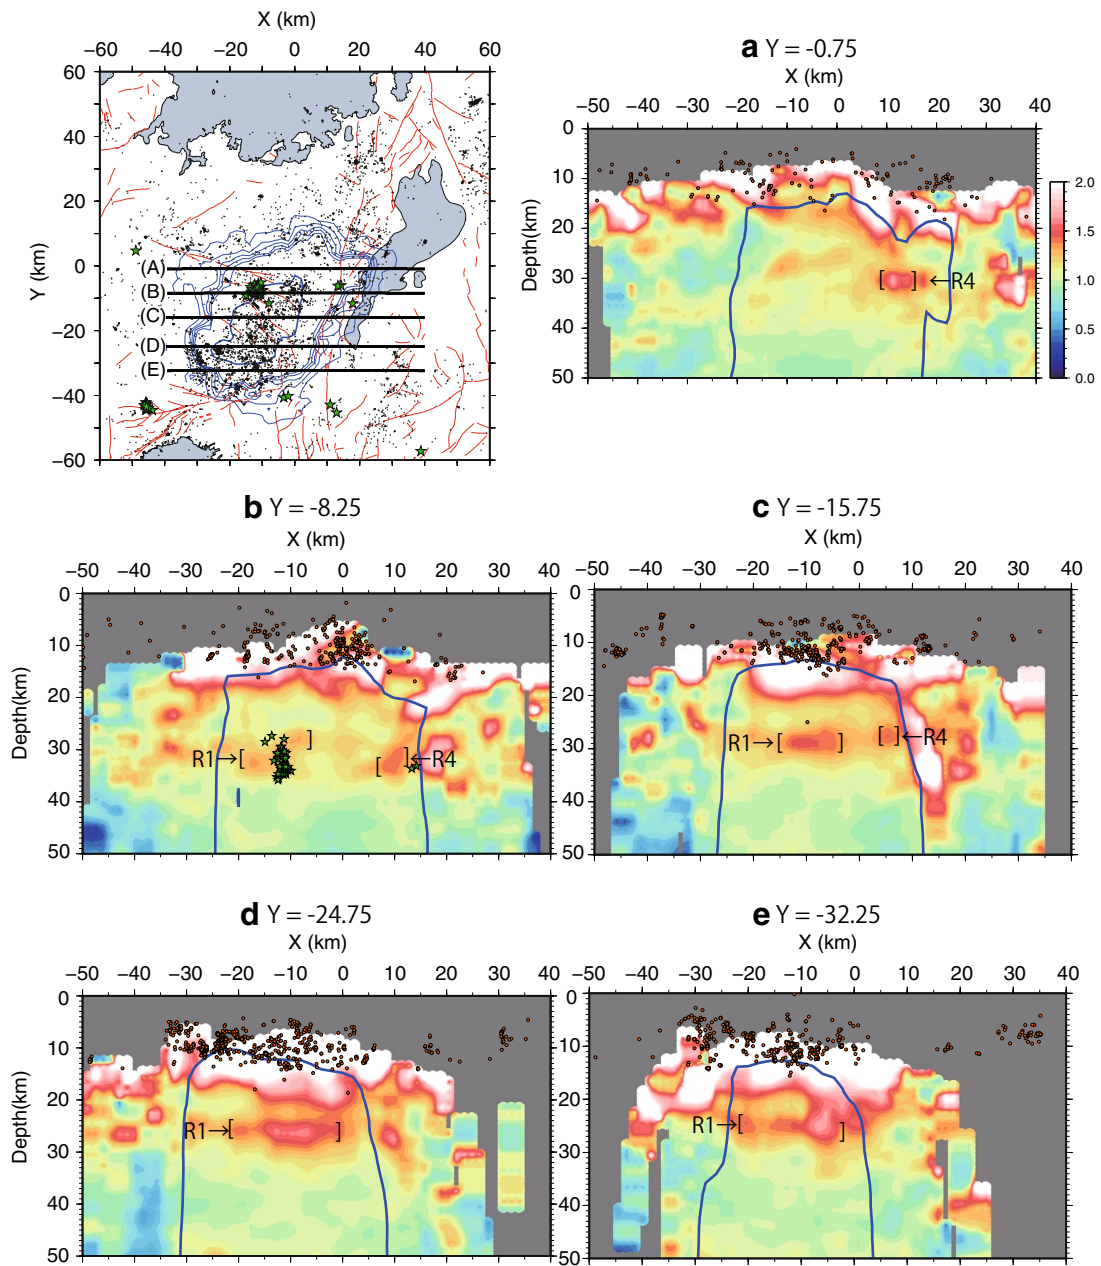 X (km)
−60 −40 −20 0 20 40 60
60
40
20
0
−20
−40
−60
Y (km)
(A)
(B)
(C)
(D)
(E)
a Y = -0.75
X (km)
−50 −40 −30 −20 −10 0 10 20 30 40
0
10
20
30
40
50
Depth(km)
[ ] ←R4
2.0
1.5
1.0
0.5
0.0
b Y = -8.25
X (km)
−50 −40 −30 −20 −10 0 10 20 30 40
0
10
20
30
40
50
Depth(km)
R1→[ ]
[ ]←R4
c Y = -15.75
X (km)
−50 −40 −30 −20 −10 0 10 20 30 40
0
10
20
30
40
50
R1→[ ]
[ ]←R4
d Y = -24.75
X (km)
−50 −40 −30 −20 −10 0 10 20 30 40
0
10
20
30
40
50
Depth(km)
R1→[ ]
e Y = -32.25
X (km)
−50 −40 −30 −20 −10 0 10 20 30 40
0
10
20
30
40
50
R1→[ ]